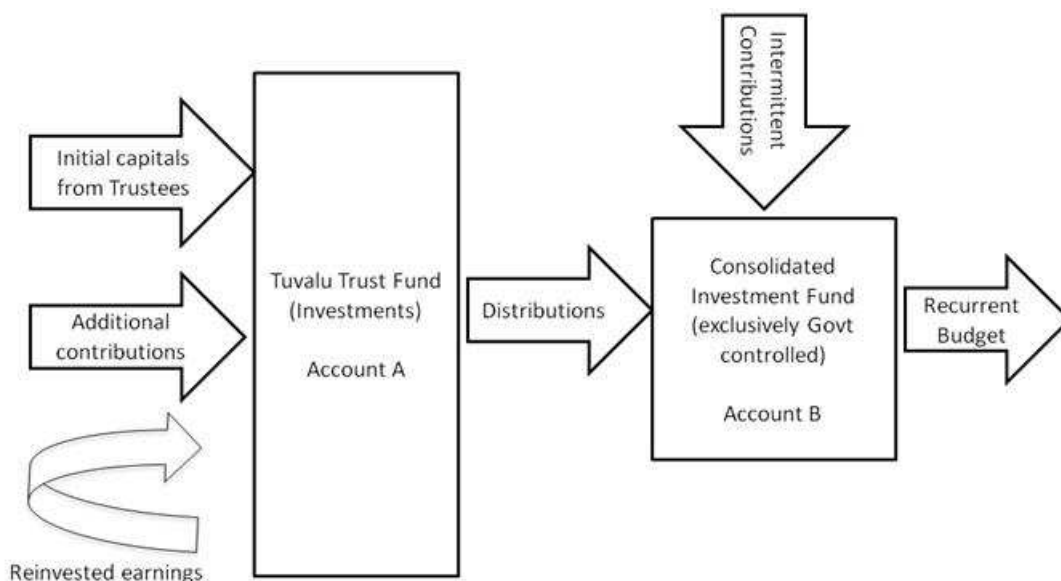 Initial capitals
from Trustees
Additional
contributions
Reinvested earnings
Tuvalu Trust Fund
(Investments)
Account A
Distributions
Intermittent
Contributions
Consolidated
Investment Fund
(exclusively Govt
controlled)
Account B
Recurrent
Budget